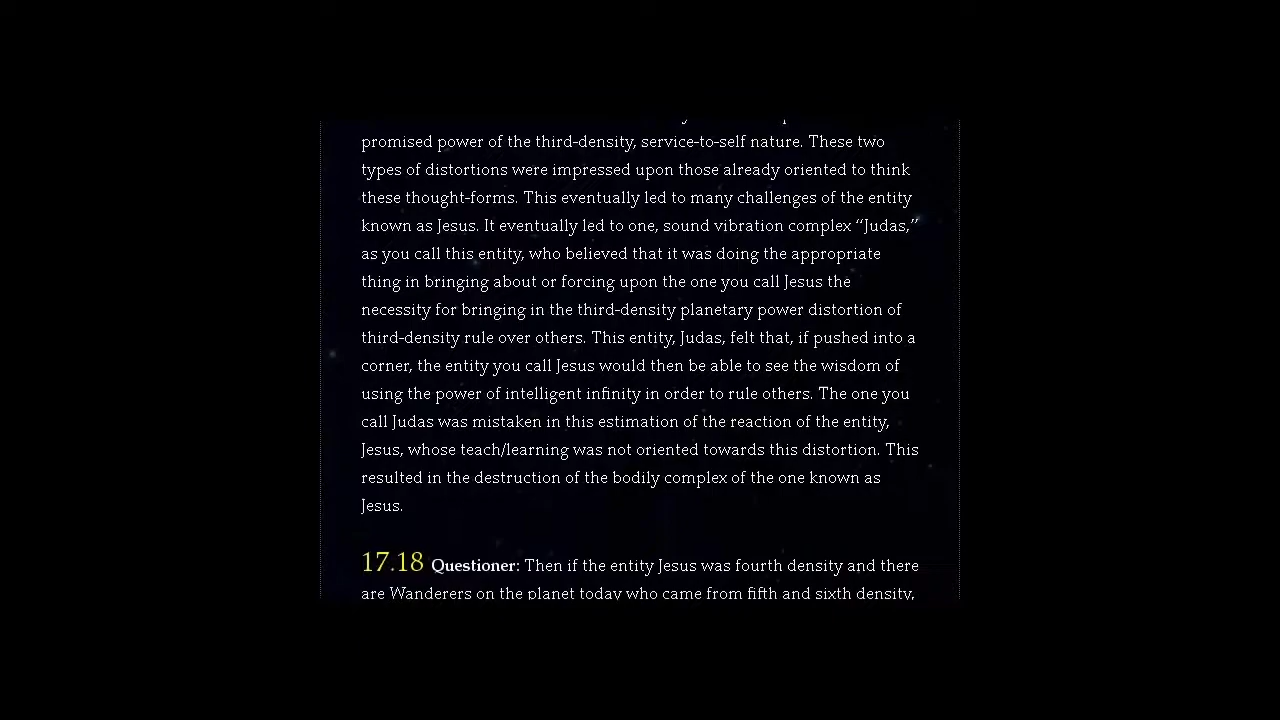 promised power of the third-density, service-to-self nature. These two
types of distortions were impressed upon those already oriented to think
these thought-forms. This eventually led to many challenges of the entity
known as Jesus. It eventually led to one, sound vibration complex “Judas,”
as you call this entity, who believed that it was doing the appropriate
thing in bringing about or forcing upon the one you call Jesus the
necessity for bringing in the third-density planetary power distortion of
third-density rule over others. This entity, Judas, felt that, if pushed into a
corner, the entity you call Jesus would then be able to see the wisdom of
using the power of intelligent infinity in order to rule others. The one you
call Judas was mistaken in this estimation of the reaction of the entity,
Jesus, whose teach/learning was not oriented towards this distortion. This
resulted in the destruction of the bodily complex of the one known as
Jesus.
17.18 Questioner: Then if the entity Jesus was fourth density and there
are Wanderers on the planet today who came from fifth and sixth density,